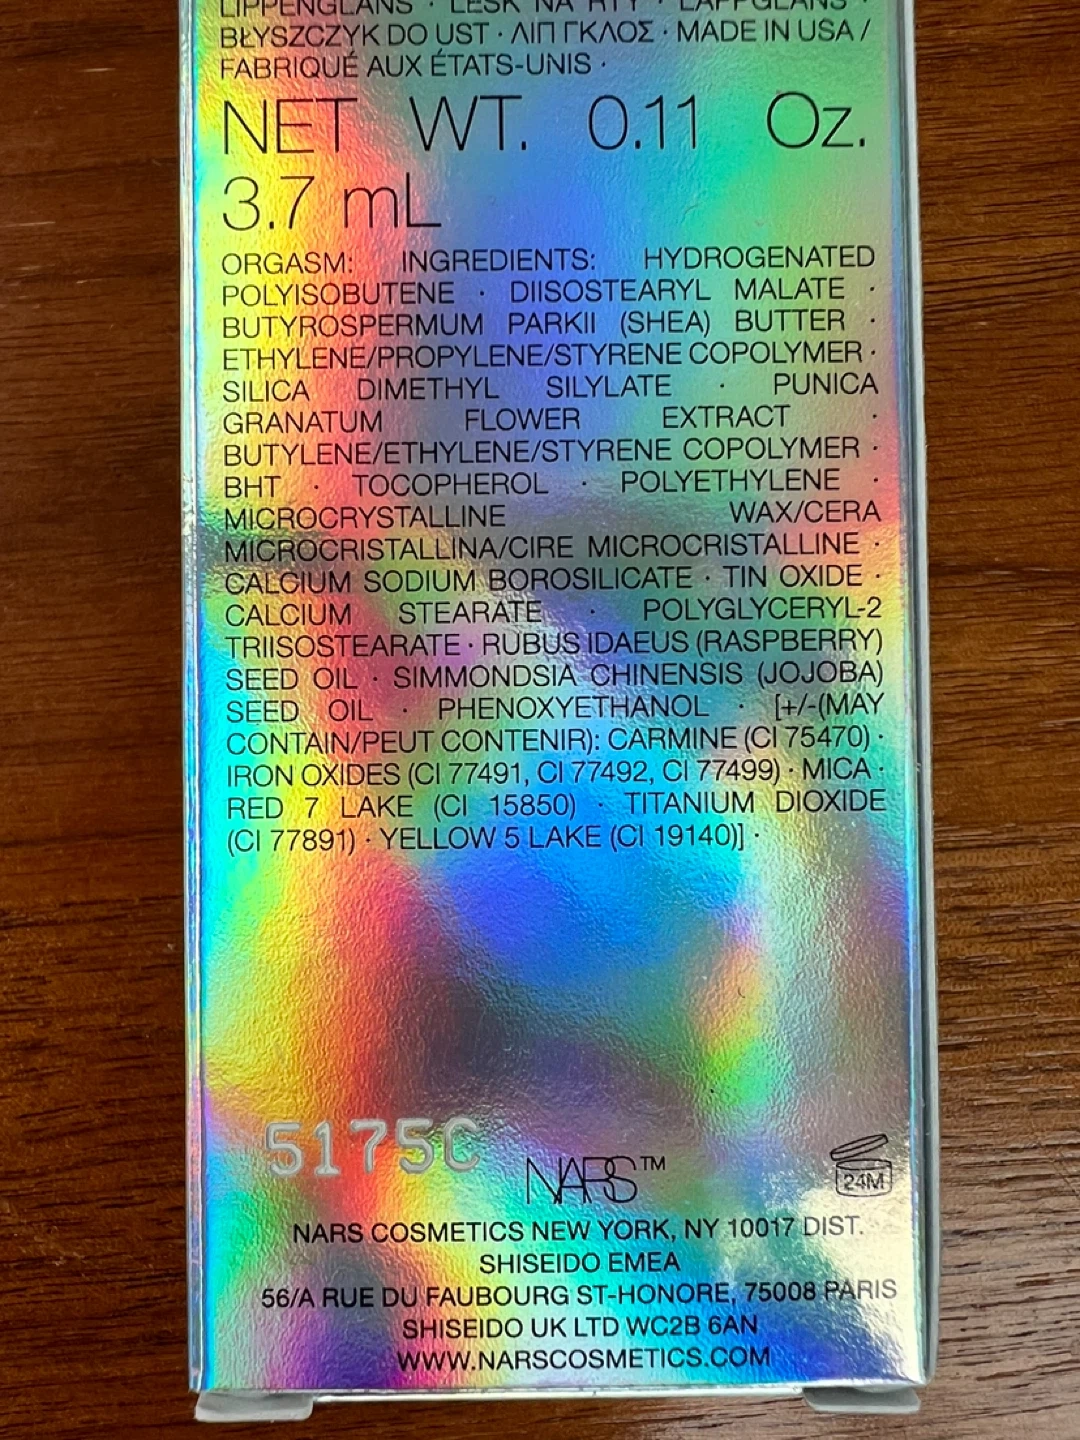 LIPPENGLANS · LESK NA RTY · LÄPPGLANS ·
BŁYSZCZYK DO UST · ΛΙΠ ΓΚΛΟΣ · MADE IN USA /
FABRIQUÉ AUX ÉTATS-UNIS ·
NET WT. 0.11 Oz.
3.7 mL
ORGASM: INGREDIENTS: HYDROGENATED
POLYISOBUTENE · DIISOSTEARYL MALATE ·
BUTYROSPERMUM PARKII (SHEA) BUTTER ·
ETHYLENE/PROPYLENE/STYRENE COPOLYMER ·
SILICA DIMETHYL SILYLATE · PUNICA
GRANATUM FLOWER EXTRACT ·
BUTYLENE/ETHYLENE/STYRENE COPOLYMER ·
BHT · TOCOPHEROL · POLYETHYLENE ·
MICROCRYSTALLINE WAX/CERA
MICROCRISTALLINA/CIRE MICROCRISTALLINE ·
CALCIUM SODIUM BOROSILICATE · TIN OXIDE ·
CALCIUM STEARATE · POLYGLYCERYL-2
TRIISOSTEARATE · RUBUS IDAEUS (RASPBERRY)
SEED OIL · SIMMONDSIA CHINENSIS (JOJOBA)
SEED OIL · PHENOXYETHANOL · [+/-(MAY
CONTAIN/PEUT CONTENIR): CARMINE (CI 75470) ·
IRON OXIDES (CI 77491, CI 77492, CI 77499) · MICA ·
RED 7 LAKE (CI 15850) · TITANIUM DIOXIDE
(CI 77891) · YELLOW 5 LAKE (CI 19140)] ·
5175C
NARS™
24M
NARS COSMETICS NEW YORK, NY 10017 DIST.
SHISEIDO EMEA
56/A RUE DU FAUBOURG ST-HONORE, 75008 PARIS
SHISEIDO UK LTD WC2B 6AN
WWW.NARSCOSMETICS.COM